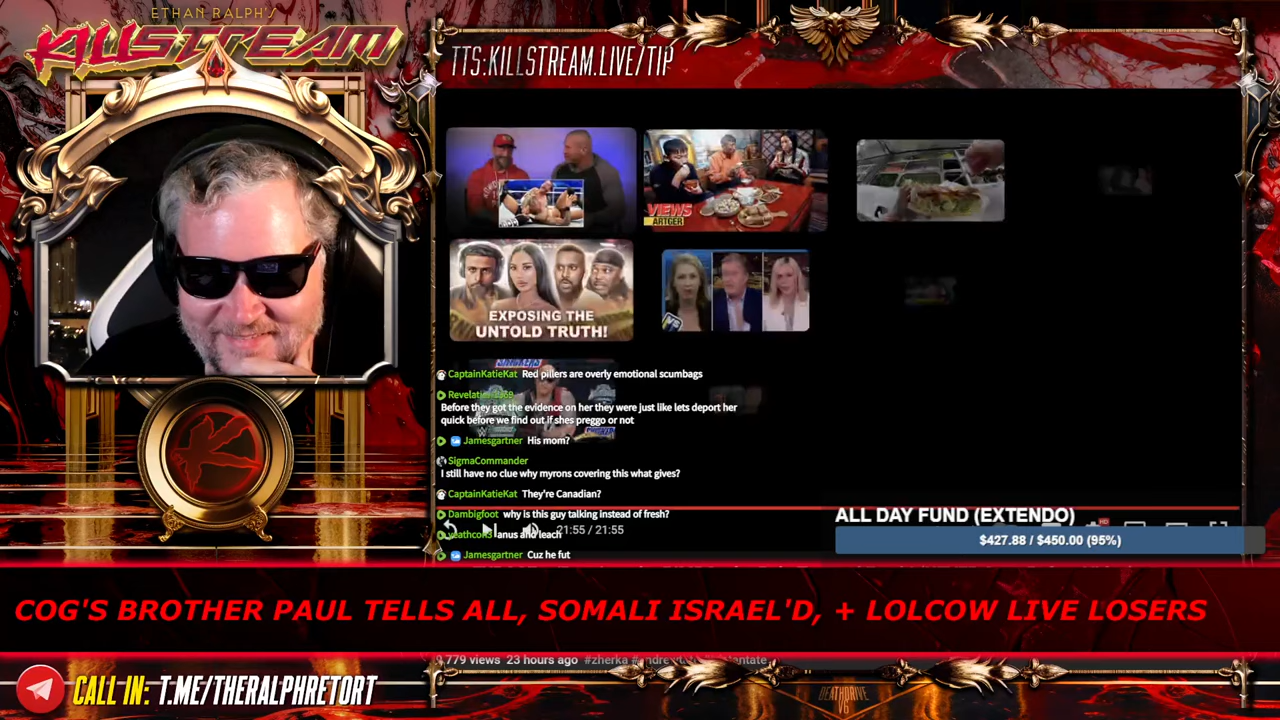 ETHAN RALPH'S
KILLSTREAM
TTS:KILLSTREAM.LIVE/TIP
VIEWS
ARTGER
EXPOSING THE
UNTOLD TRUTH!
CaptainKatieKat Red pillers are overly emotional scumbags
Before they got the evidence on her they were just like lets deport her
quick before we find out if shes preggo or not
Jamesgartner His mom?
SigmaCommander
I still have no clue why myrons covering this what gives?
CaptainKatieKat They're Canadian?
Dambigfoot why is this guy talking instead of fresh?
anus and leach
21:55 / 21:55
Jamesgartner Cuz he fut
ALL DAY FUND (EXTENDO)
$427.88 / $450.00 (95%)
COG'S BROTHER PAUL TELLS ALL, SOMALI ISRAEL'D, + LOLCOW LIVE LOSERS
779 views 23 hours ago #zherka
CALL IN: T.ME/THERALPHRETORT
DEATHDRIVE